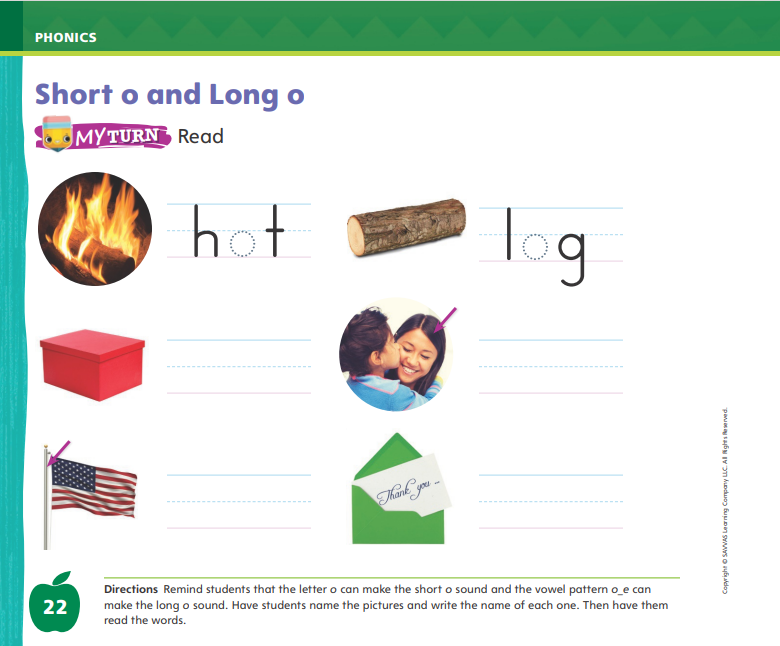 PHONICS
Short o and Long o
MY TURN Read
hot
log
Thank you --
Directions Remind students that the letter o can make the short o sound and the vowel pattern o_e can
make the long o sound. Have students name the pictures and write the name of each one. Then have them
read the words.
22
Copyright © SAVVAS Learning Company LLC. All Rights Reserved.